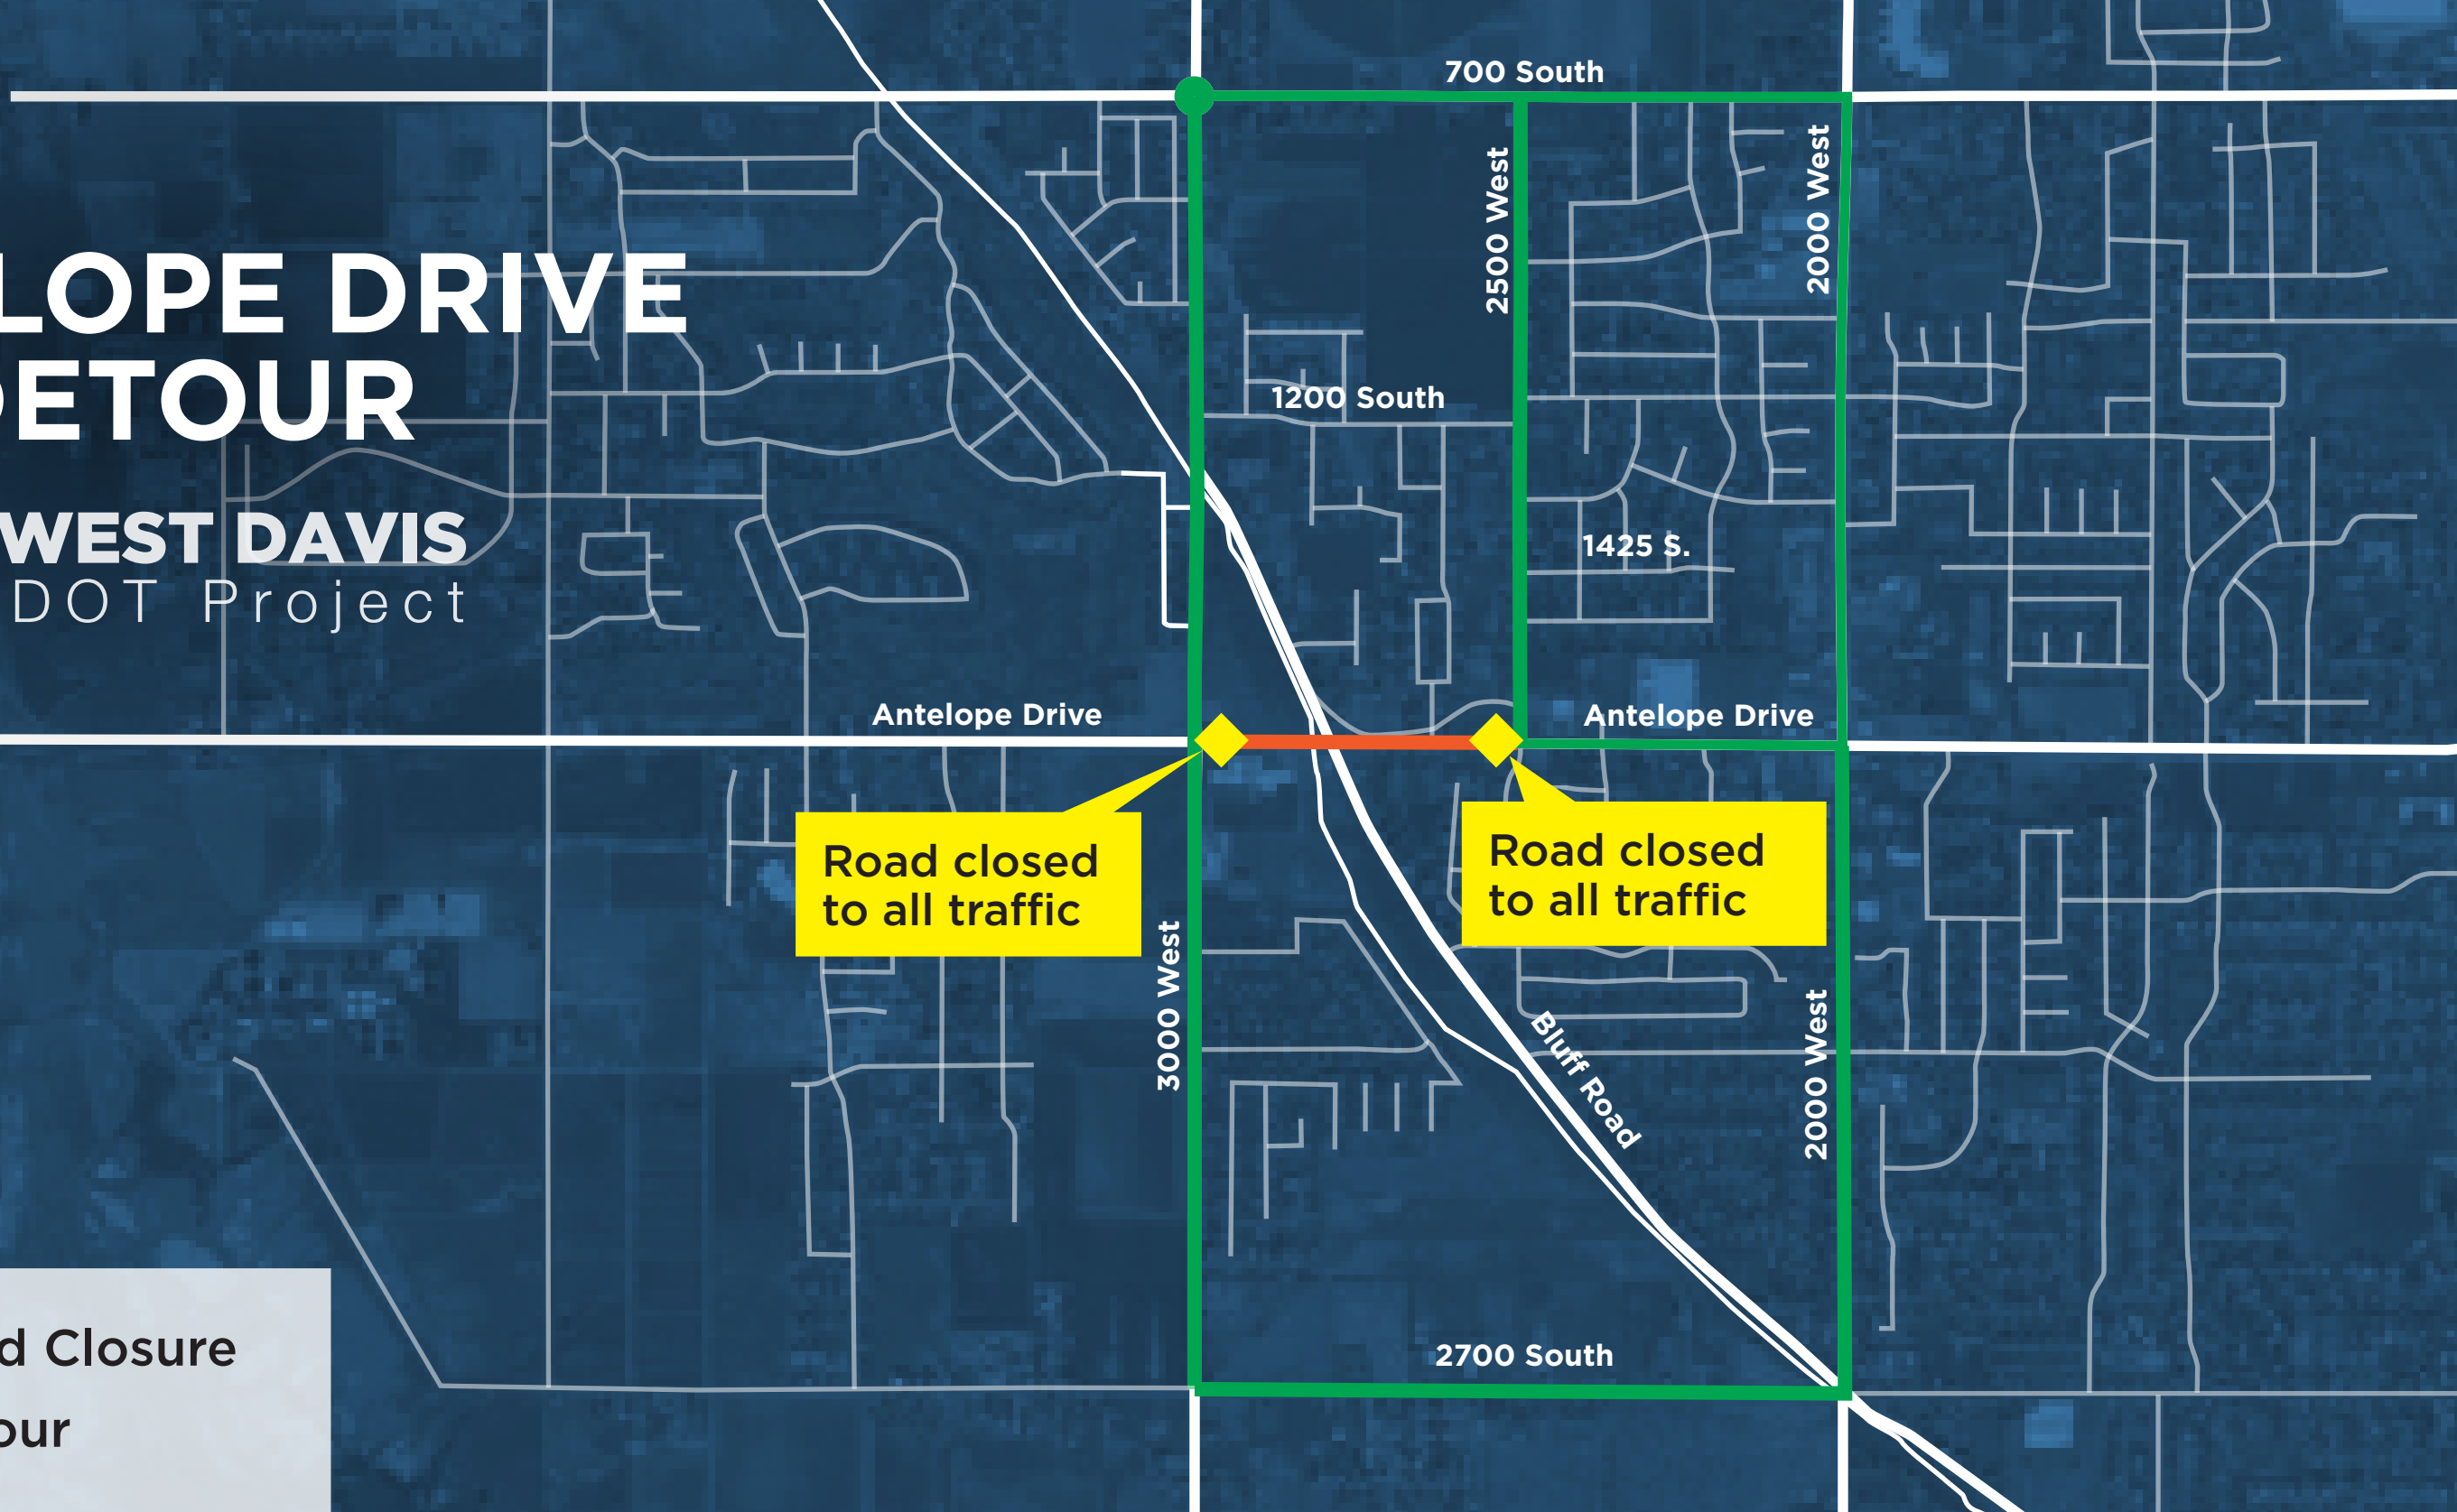 700 South
2500 West
2000 West
LOPE DRIVE
DETOUR
1200 South
WEST DAVIS
DOT Project
1425 S.
Antelope Drive
Antelope Drive
Road closed
to all traffic
Road closed
to all traffic
3000 West
2000 West
Bluff Road
2700 South
d Closure
our